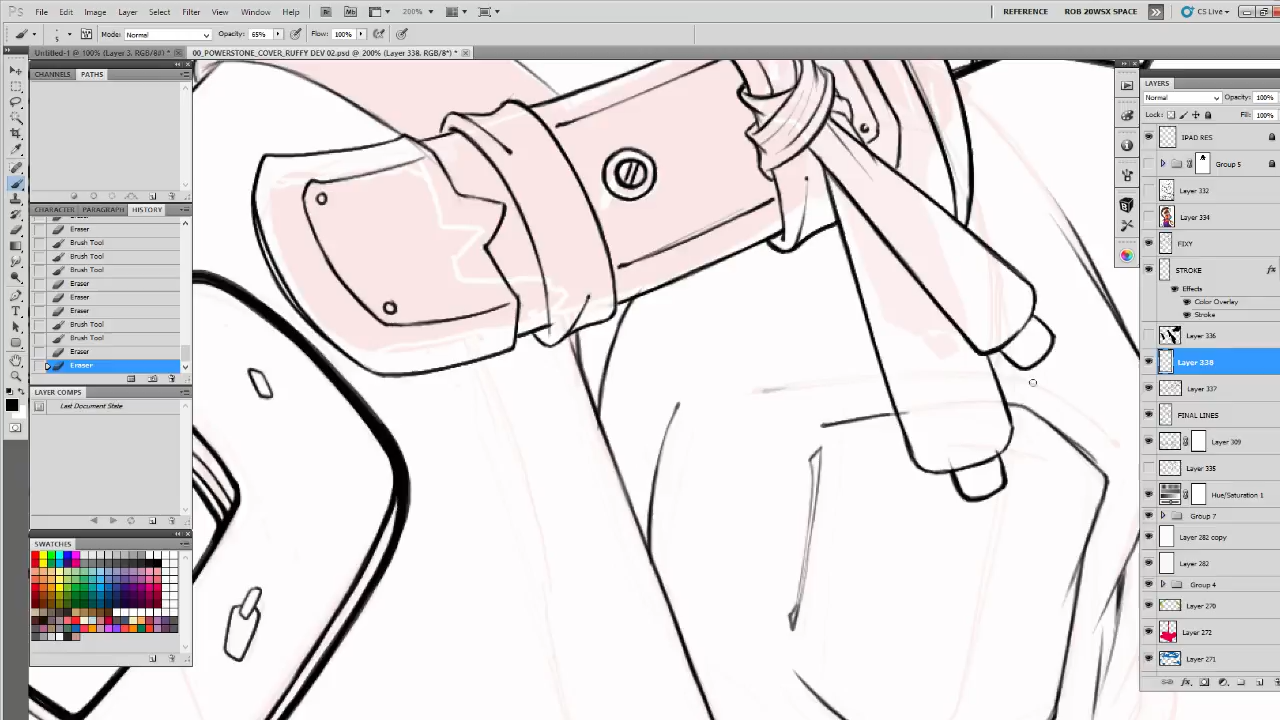 Ps File Edit Image Layer Select Filter View Window Help Br Mb 200% REFERENCE ROB 20WSX SPACE CS Live
5 Mode: Normal Opacity: 65% Flow: 100%
Untitled-1 @ 100% (Layer 3, RGB/8#) * 00_POWERSTONE_COVER_RUFFY DEV 02.psd @ 200% (Layer 338, RGB/8*) *
CHANNELS PATHS
CHARACTER PARAGRAPH HISTORY
Eraser
Brush Tool
Brush Tool
Eraser
Eraser
Eraser
Brush Tool
Brush Tool
Eraser
Eraser
LAYER COMPS
Last Document State
SWATCHES
LAYERS
Normal Opacity: 100%
Lock: Fill: 100%
IPAD RES
Group 5
Layer 332
Layer 334
FIXY
STROKE fx
Effects
Color Overlay
Stroke
Layer 336
Layer 338
Layer 337
FINAL LINES
Layer 309
Layer 335
Hue/Saturation 1
Group 7
Layer 282 copy
Layer 282
Group 4
Layer 270
Layer 272
Layer 271